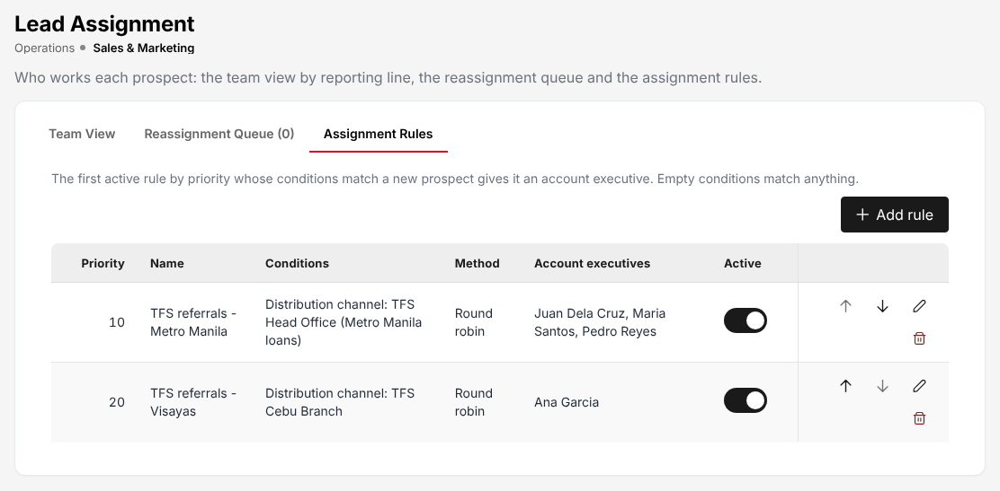 Lead Assignment
Operations • Sales & Marketing
Who works each prospect: the team view by reporting line, the reassignment queue and the assignment rules.
Team View Reassignment Queue (0) Assignment Rules
The first active rule by priority whose conditions match a new prospect gives it an account executive. Empty conditions match anything.
+ Add rule
Priority Name Conditions Method Account executives Active
10
TFS referrals -
Metro Manila
Distribution channel: TFS
Head Office (Metro Manila
loans)
Round
robin
Juan Dela Cruz, Maria
Santos, Pedro Reyes
20
TFS referrals -
Visayas
Distribution channel: TFS
Cebu Branch
Round
robin
Ana Garcia